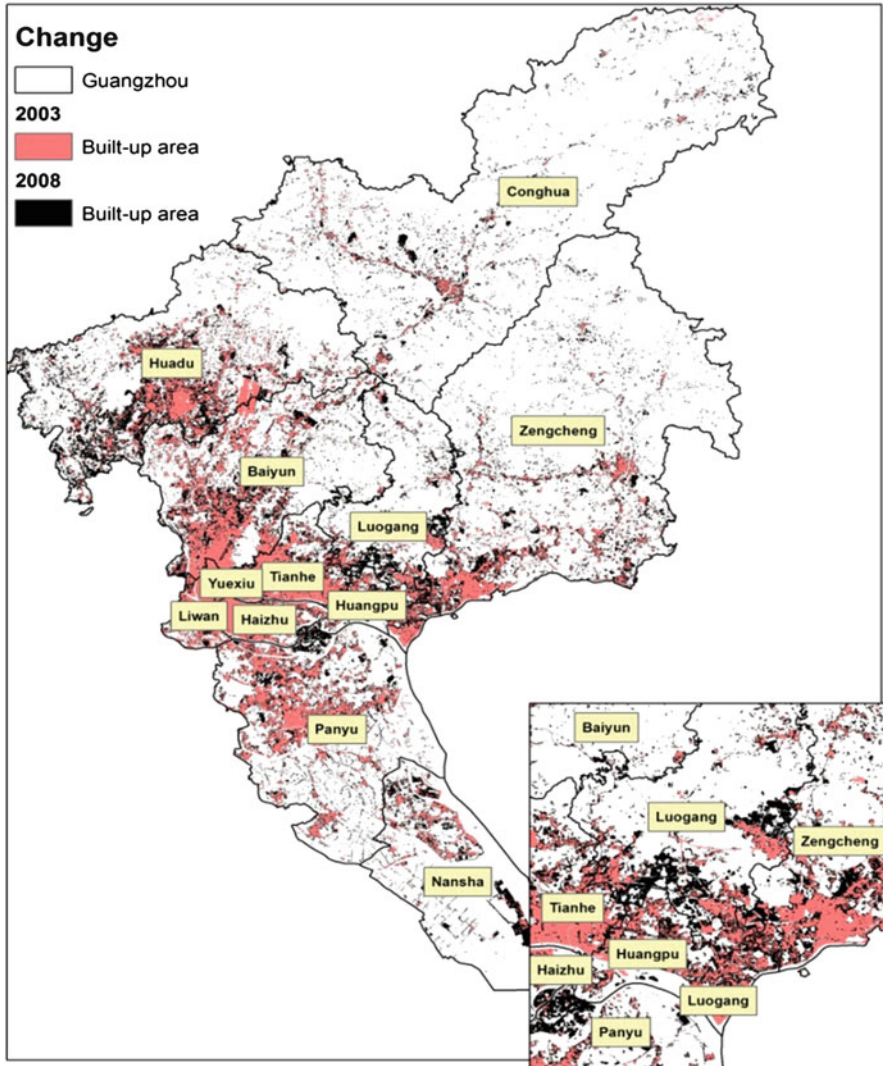 Change
Guangzhou
2003
Built-up area
2008
Built-up area
Conghua
Huadu
Zengcheng
Baiyun
Luogang
Tianhe
Yuexiu
Huangpu
Liwan
Haizhu
Panyu
Nansha
Baiyun
Luogang
Zengcheng
Tianhe
Huangpu
Haizhu
Luogang
Panyu